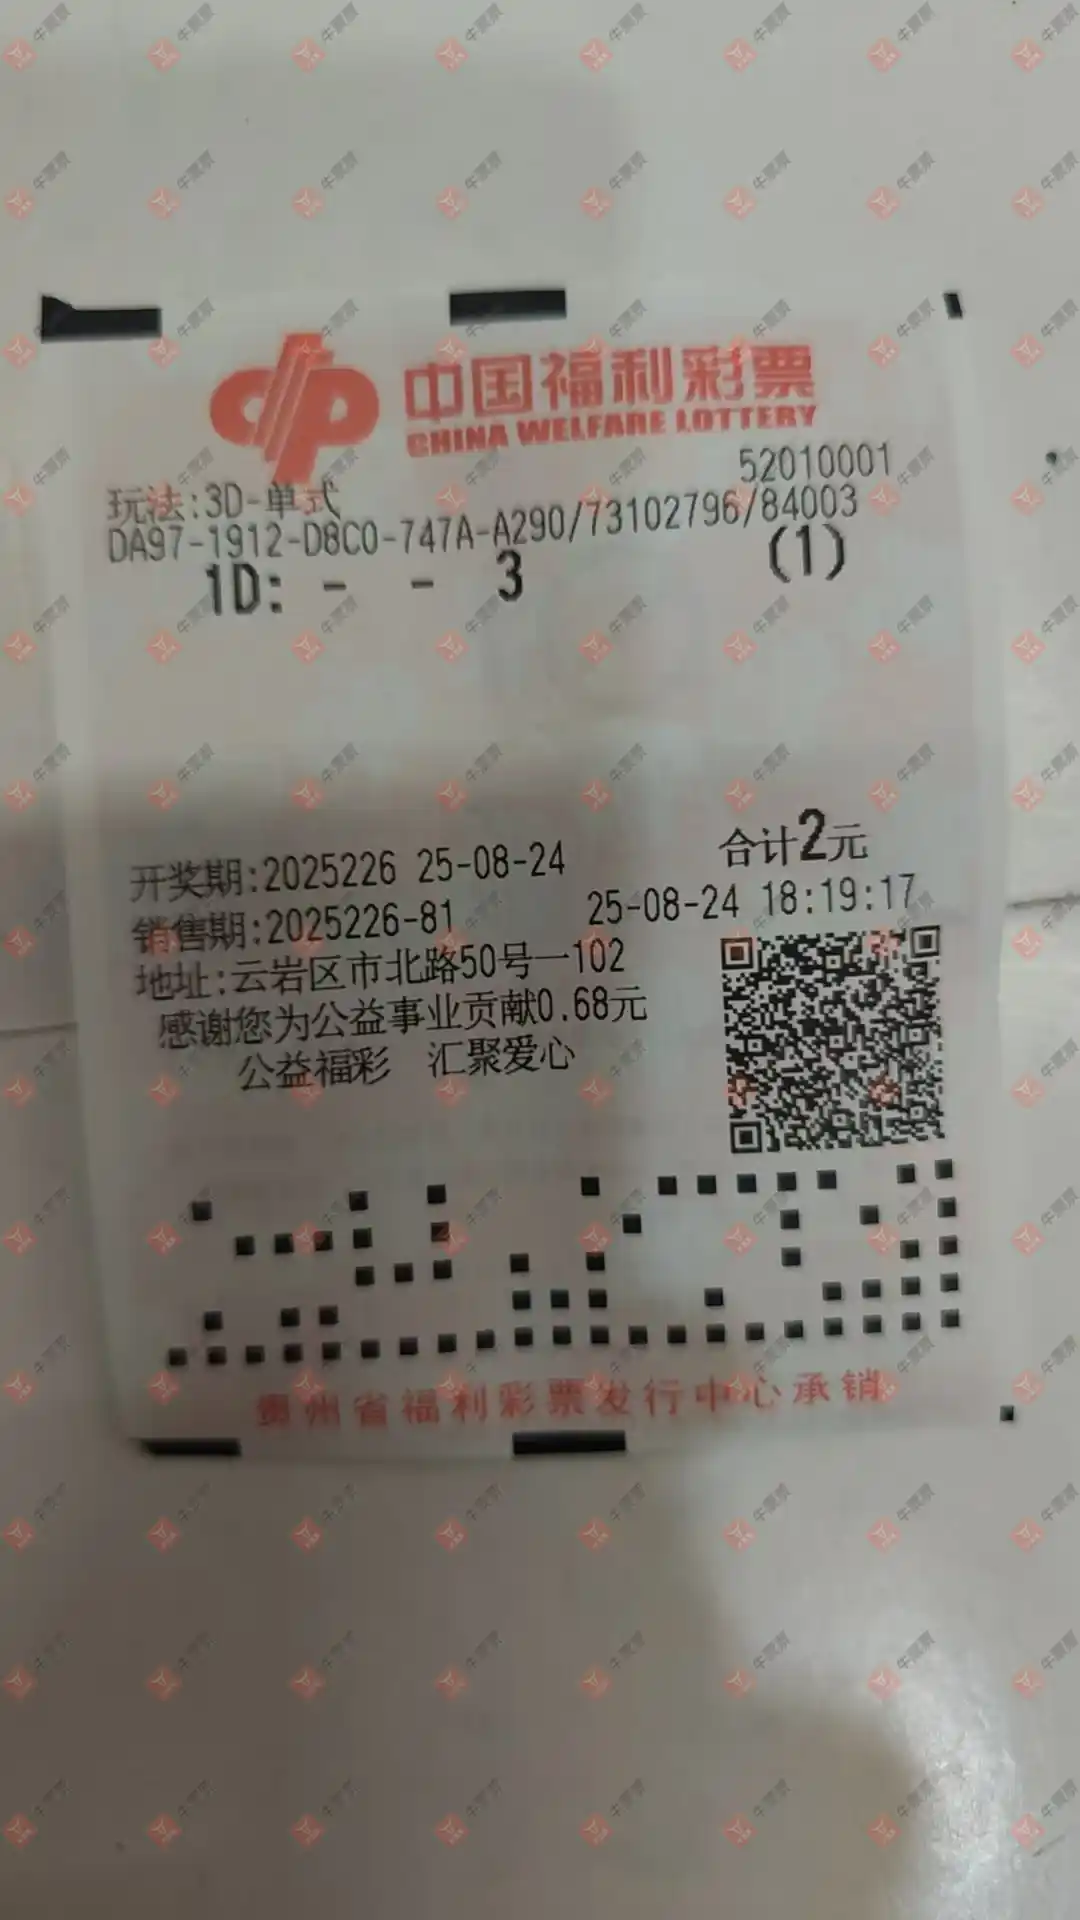 中国福利彩票
CHINA WELFARE LOTTERY
52010001
玩法:3D-单式
DA97-1912-D8C0-747A-A290/73102796/84003
1D: - - 3 (1)
合计2元
开奖期:2025226 25-08-24
销售期:2025226-81 25-08-24 18:19:17
地址:云岩区市北路50号一102
感谢您为公益事业贡献0.68元
公益福彩 汇聚爱心
贵州省福利彩票发行中心承销
牛票票